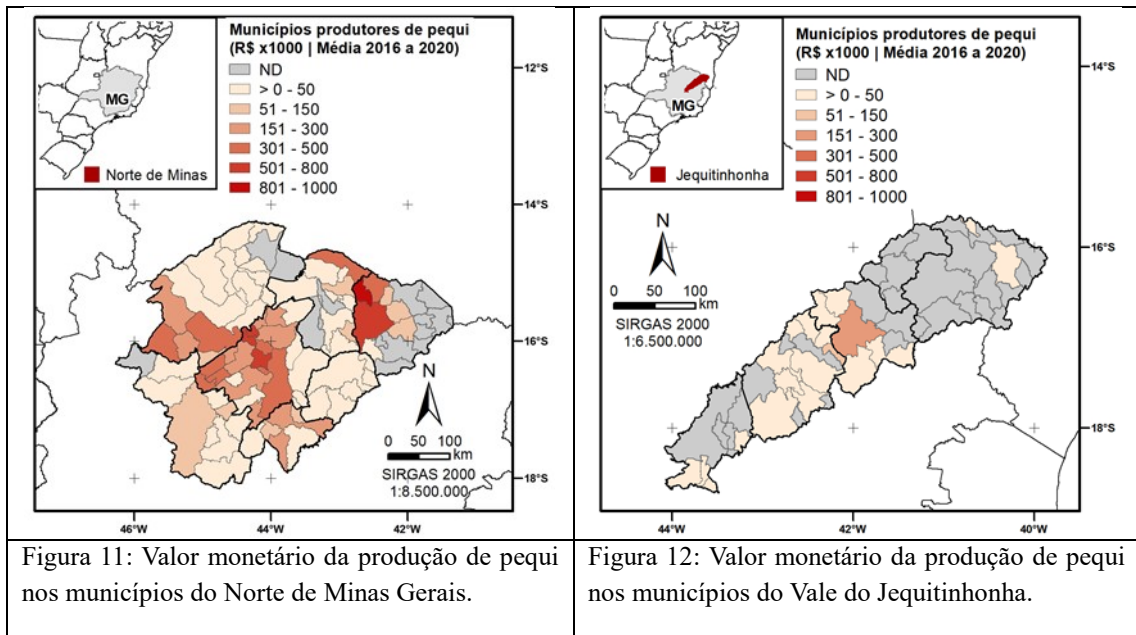 Municípios produtores de pequi
(R$ x1000 | Média 2016 a 2020)
ND
> 0 - 50
51 - 150
151 - 300
301 - 500
501 - 800
801 - 1000
MG
Norte de Minas
12°S
14°S
16°S
18°S
N
0 50 100
km
SIRGAS 2000
1:8.500.000
46°W 44°W 42°W
Figura 11: Valor monetário da produção de pequi
nos municípios do Norte de Minas Gerais.
Municípios produtores de pequi
(R$ x1000 | Média 2016 a 2020)
ND
> 0 - 50
51 - 150
151 - 300
301 - 500
501 - 800
801 - 1000
MG
Jequitinhonha
14°S
16°S
18°S
N
0 50 100
km
SIRGAS 2000
1:6.500.000
44°W 42°W 40°W
Figura 12: Valor monetário da produção de pequi
nos municípios do Vale do Jequitinhonha.